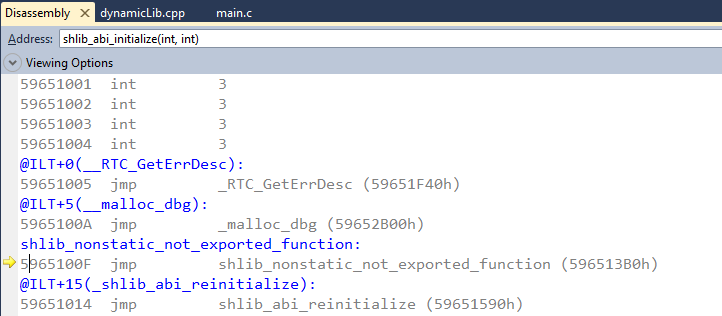 Disassembly dynamicLib.cpp main.c
Address: shlib_abi_initialize(int, int)
Viewing Options
59651001 int 3
59651002 int 3
59651003 int 3
59651004 int 3
@ILT+0(__RTC_GetErrDesc):
59651005 jmp _RTC_GetErrDesc (59651F40h)
@ILT+5(__malloc_dbg):
5965100A jmp _malloc_dbg (59652B00h)
shlib_nonstatic_not_exported_function:
5965100F jmp shlib_nonstatic_not_exported_function (596513B0h)
@ILT+15(_shlib_abi_reinitialize):
59651014 jmp shlib_abi_reinitialize (59651590h)